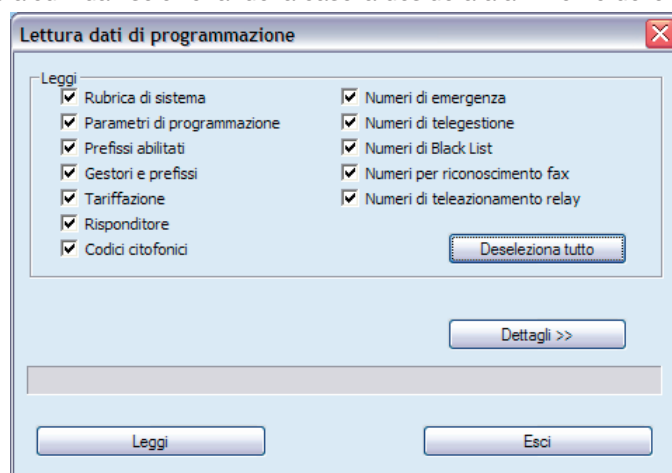 Lettura dati di programmazione
Leggi
Rubrica di sistema
Parametri di programmazione
Prefissi abilitati
Gestori e prefissi
Tariffazione
Risponditore
Codici citofonici
Numeri di emergenza
Numeri di telegestione
Numeri di Black List
Numeri per riconoscimento fax
Numeri di teleazionamento relay
Deseleziona tutto
Dettagli >>
Leggi
Esci